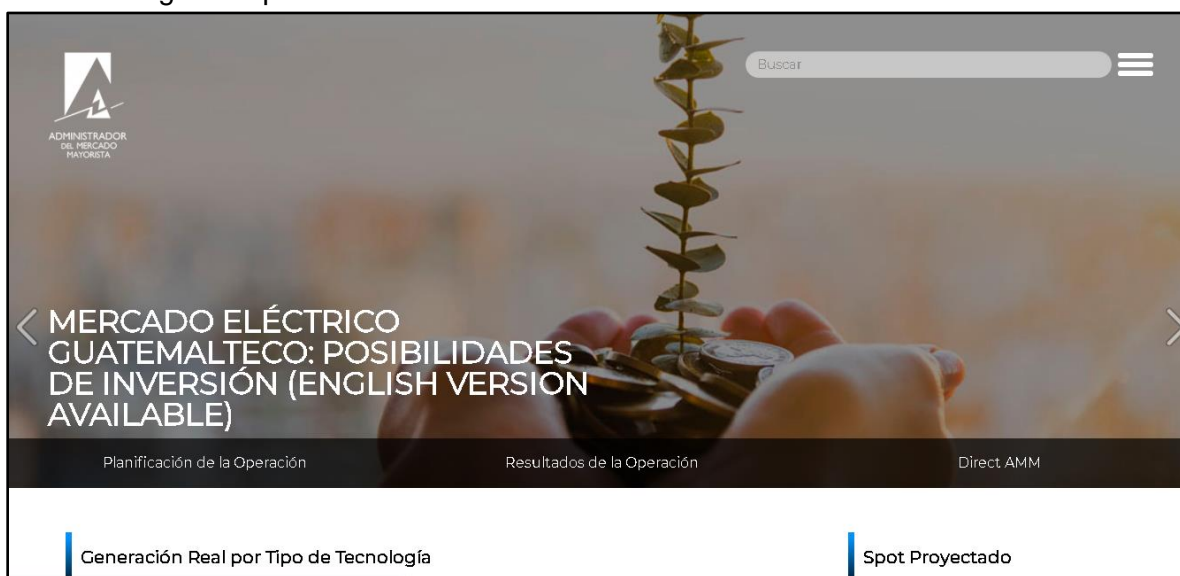 Buscar
ADMINISTRADOR
DEL MERCADO
MAYORISTA
MERCADO ELÉCTRICO
GUATEMALTECO: POSIBILIDADES
DE INVERSIÓN (ENGLISH VERSION
AVAILABLE)
Planificación de la Operación
Resultados de la Operación
Direct AMM
Generación Real por Tipo de Tecnología
Spot Proyectado